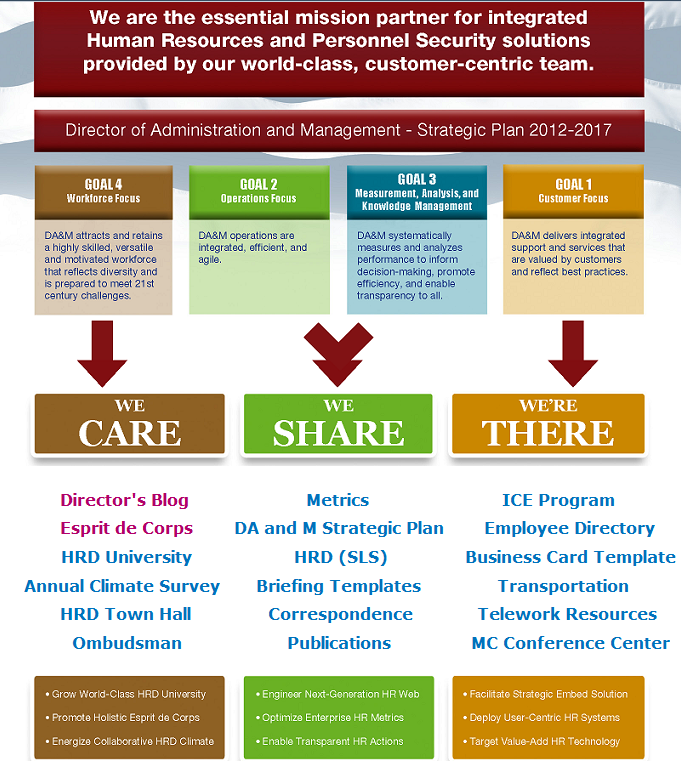 We are the essential mission partner for integrated
Human Resources and Personnel Security solutions
provided by our world-class, customer-centric team.
Director of Administration and Management - Strategic Plan 2012-2017
GOAL 4
Workforce Focus
DA&M attracts and retains
a highly skilled, versatile
and motivated workforce
that reflects diversity and
is prepared to meet 21st
century challenges.
GOAL 2
Operations Focus
DA&M operations are
integrated, efficient, and
agile.
GOAL 3
Measurement, Analysis, and
Knowledge Management
DA&M systematically
measures and analyzes
performance to inform
decision-making, promote
efficiency, and enable
transparency to all.
GOAL 1
Customer Focus
DA&M delivers integrated
support and services that
are valued by customers
and reflect best practices.
WE
CARE
WE
SHARE
WE'RE
THERE
Director's Blog
Esprit de Corps
HRD University
Annual Climate Survey
HRD Town Hall
Ombudsman
Metrics
DA and M Strategic Plan
HRD (SLS)
Briefing Templates
Correspondence
Publications
ICE Program
Employee Directory
Business Card Template
Transportation
Telework Resources
MC Conference Center
• Grow World-Class HRD University
• Promote Holistic Esprit de Corps
• Energize Collaborative HRD Climate
• Engineer Next-Generation HR Web
• Optimize Enterprise HR Metrics
• Enable Transparent HR Actions
• Facilitate Strategic Embed Solution
• Deploy User-Centric HR Systems
• Target Value-Add HR Technology